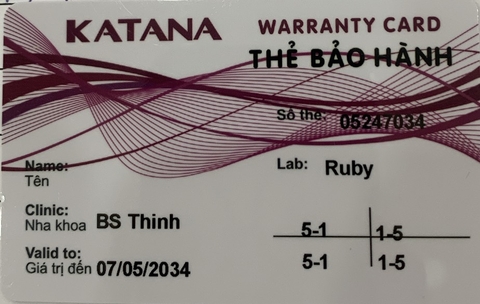 KATANA WARRANTY CARD
THẺ BẢO HÀNH
Số thẻ: 05247034
Name:
Tên
Lab: Ruby
Clinic:
Nha khoa BS Thinh
Valid to:
Giá trị đến 07/05/2034
5-1 1-5
5-1 1-5